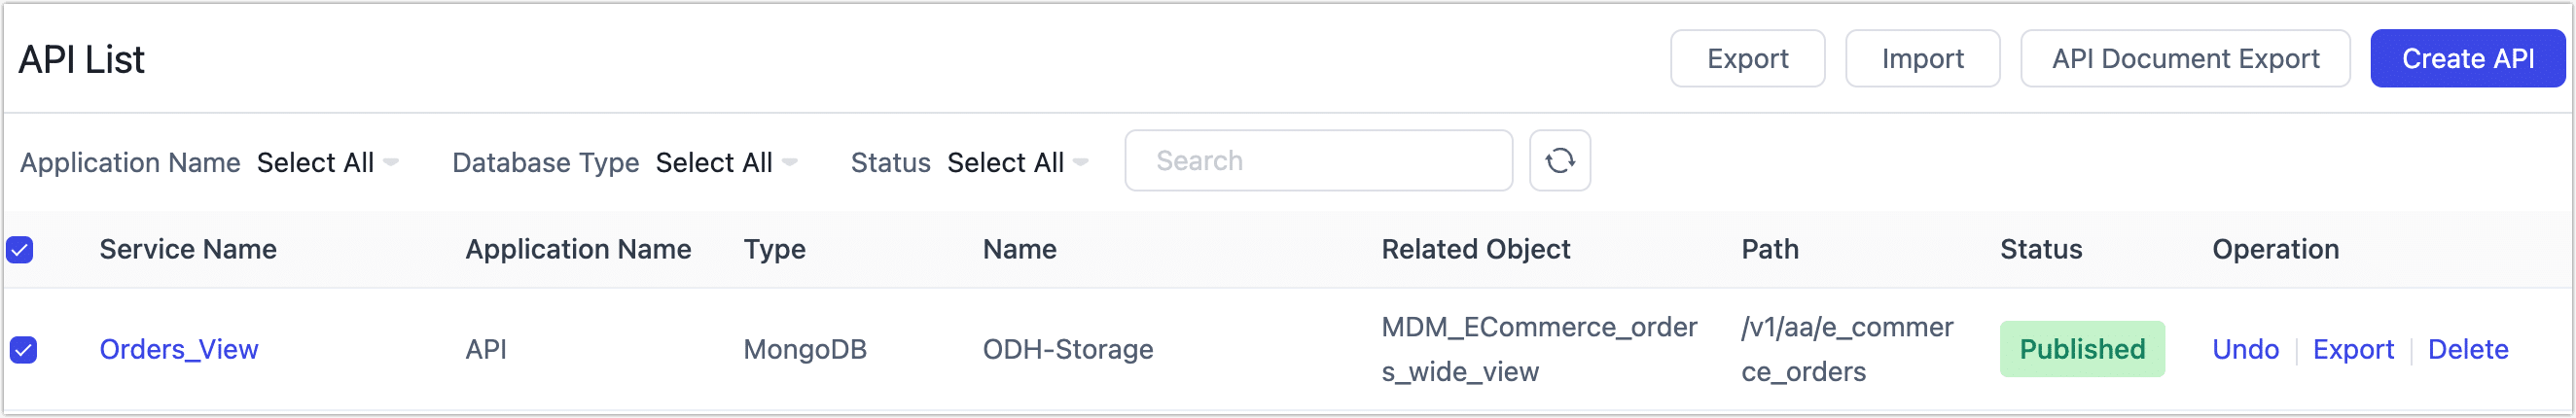 API List
Export Import API Document Export Create API
Application Name Select All Database Type Select All Status Select All Search
Service Name Application Name Type Name Related Object Path Status Operation
Orders_View API MongoDB ODH-Storage MDM_ECommerce_order /v1/aa/e_commer Published Undo Export Delete
s_wide_view ce_orders